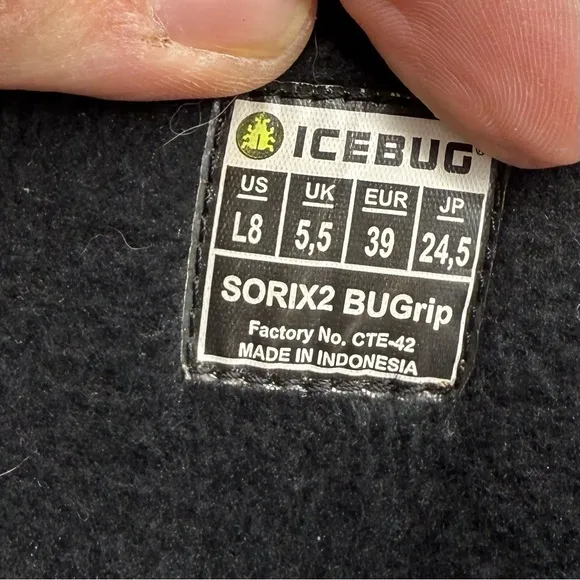 ICEBUG®
US UK EUR JP
L8 5,5 39 24,5
SORIX2 BUGrip
Factory No. CTE-42
MADE IN INDONESIA